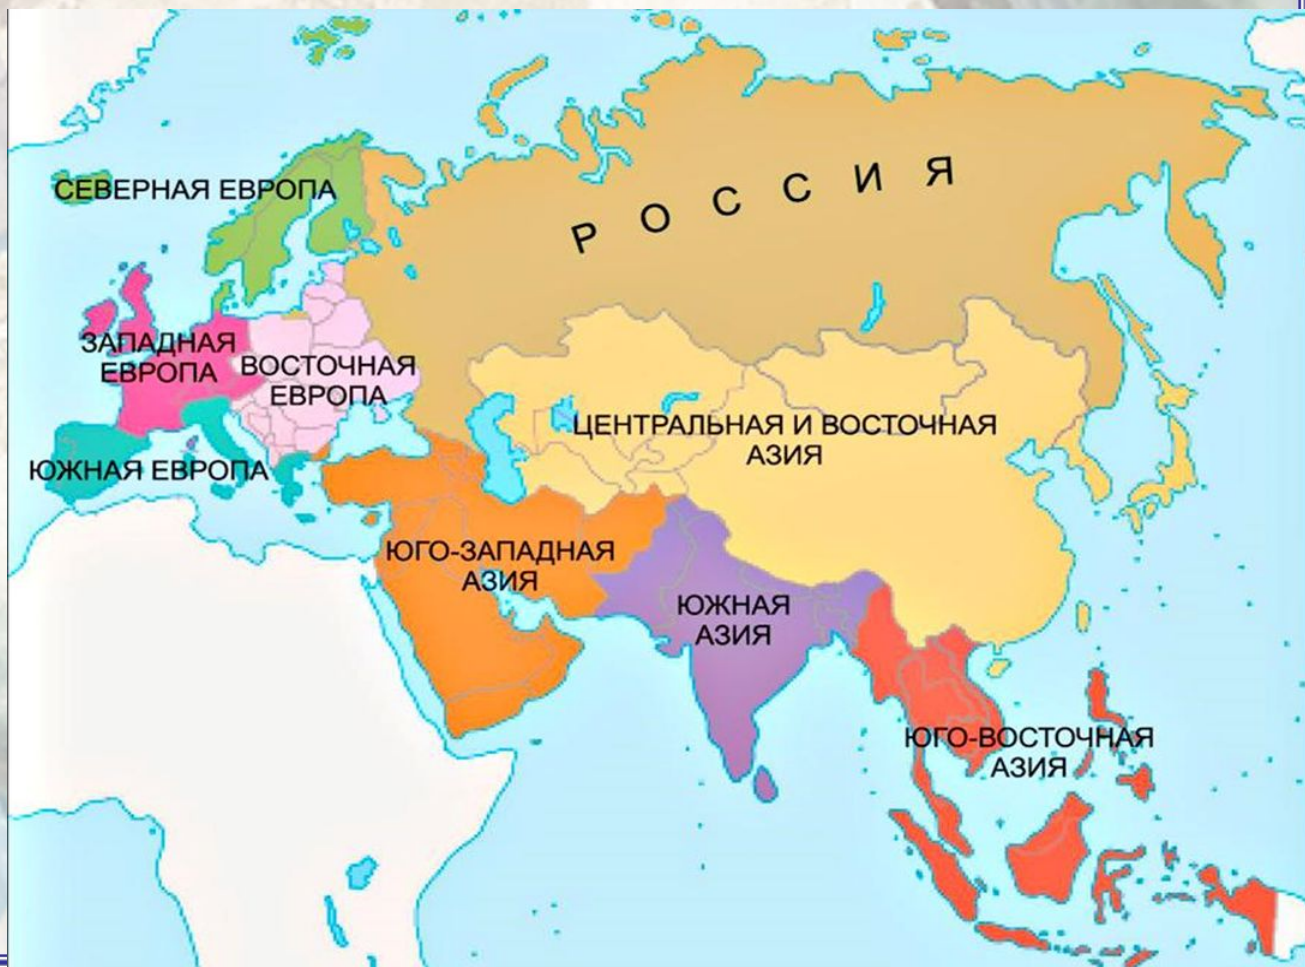 СЕВЕРНАЯ ЕВРОПА
Р О С С И Я
ЗАПАДНАЯ
ЕВРОПА
ВОСТОЧНАЯ
ЕВРОПА
ЮЖНАЯ ЕВРОПА
ЦЕНТРАЛЬНАЯ И ВОСТОЧНАЯ
АЗИЯ
ЮГО-ЗАПАДНАЯ
АЗИЯ
ЮЖНАЯ
АЗИЯ
ЮГО-ВОСТОЧНАЯ
АЗИЯ